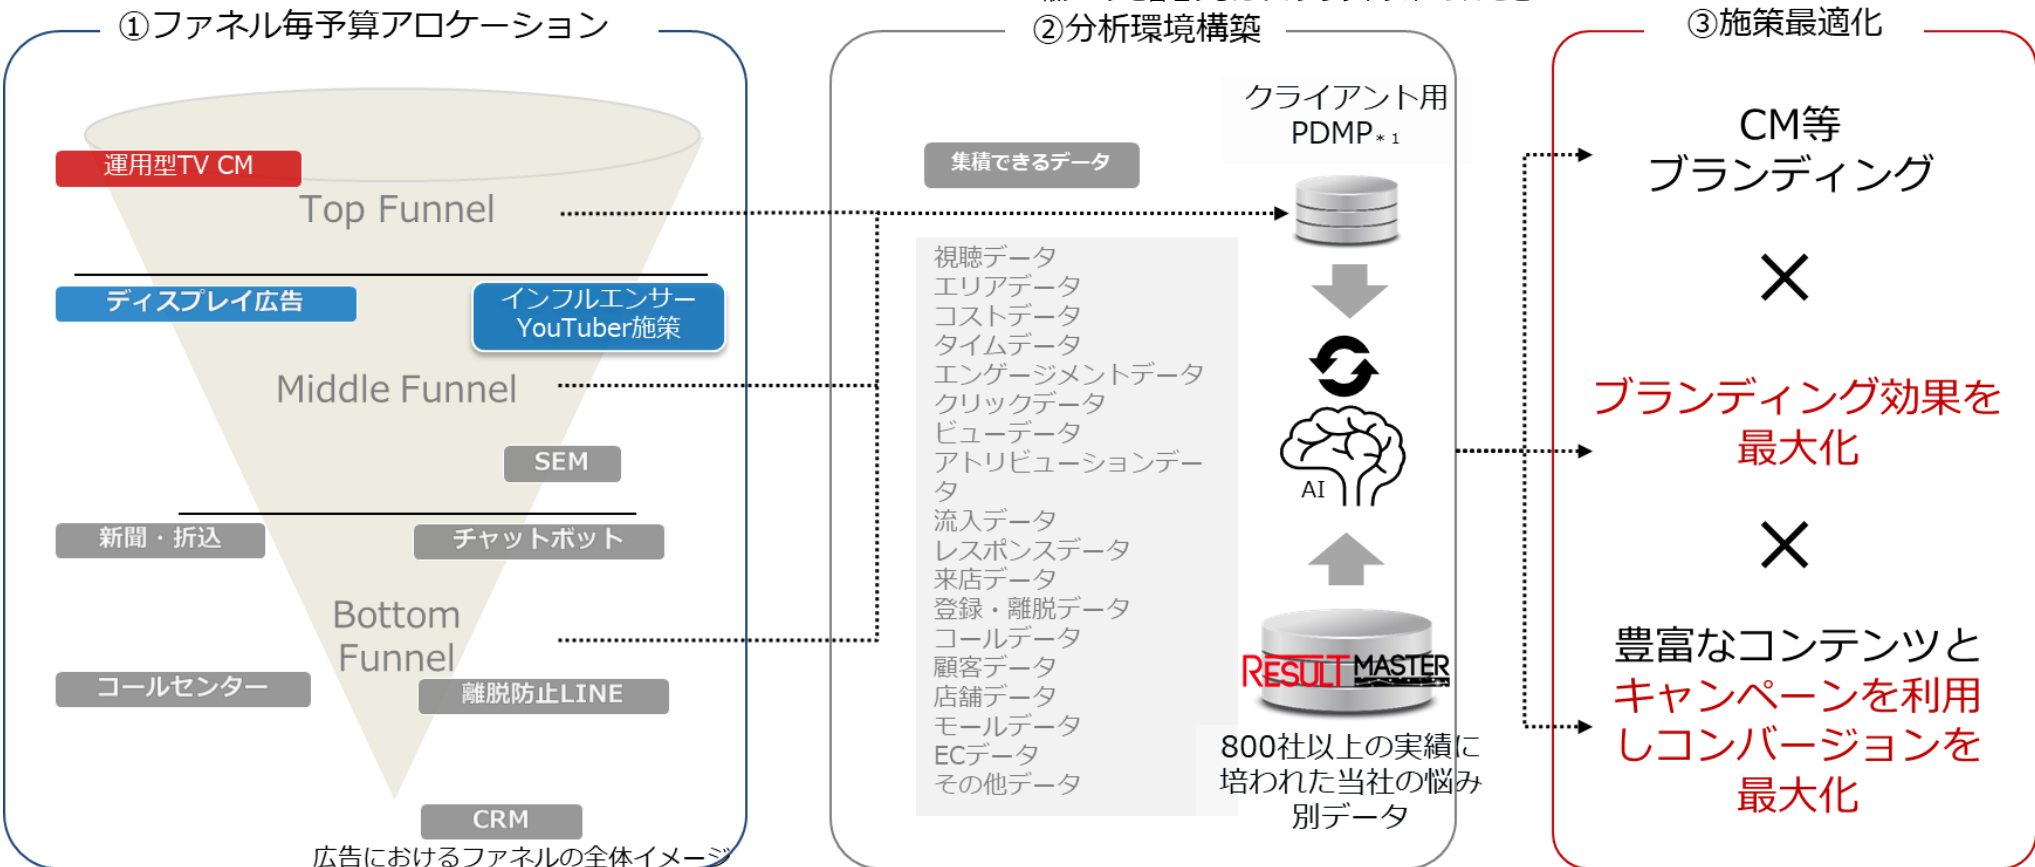 ①ファネル毎予算アロケーション
運用型TV CM
Top Funnel
ディスプレイ広告
インフルエンサー
YouTuber施策
Middle Funnel
SEM
新聞・折込
チャットボット
Bottom
Funnel
コールセンター
離脱防止LINE
CRM
広告におけるファネルの全体イメージ
②分析環境構築
集積できるデータ
視聴データ
エリアデータ
コストデータ
タイムデータ
エンゲージメントデータ
クリックデータ
ビューデータ
アトリビューションデー
タ
流入データ
レスポンスデータ
来店データ
登録・離脱データ
コールデータ
顧客データ
店舗データ
モールデータ
ECデータ
その他データ
クライアント用
PDMP*1
AI
RESULT MASTER
800社以上の実績に
培われた当社の悩み
別データ
③施策最適化
CM等
ブランディング
×
ブランディング効果を
最大化
×
豊富なコンテンツと
キャンペーンを利用
しコンバージョンを
最大化